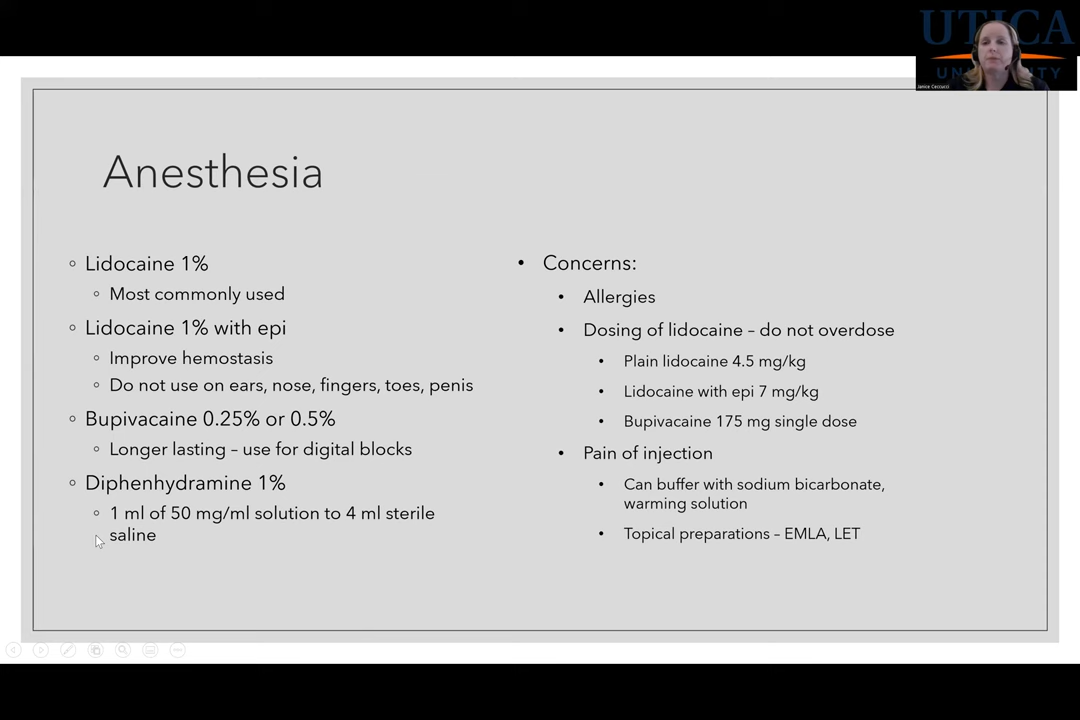 UTICA
UNIVERSITY
Janice Ceccucci
Anesthesia
Lidocaine 1%
Most commonly used
Lidocaine 1% with epi
Improve hemostasis
Do not use on ears, nose, fingers, toes, penis
Bupivacaine 0.25% or 0.5%
Longer lasting – use for digital blocks
Diphenhydramine 1%
1 ml of 50 mg/ml solution to 4 ml sterile
saline
Concerns:
Allergies
Dosing of lidocaine – do not overdose
Plain lidocaine 4.5 mg/kg
Lidocaine with epi 7 mg/kg
Bupivacaine 175 mg single dose
Pain of injection
Can buffer with sodium bicarbonate,
warming solution
Topical preparations – EMLA, LET